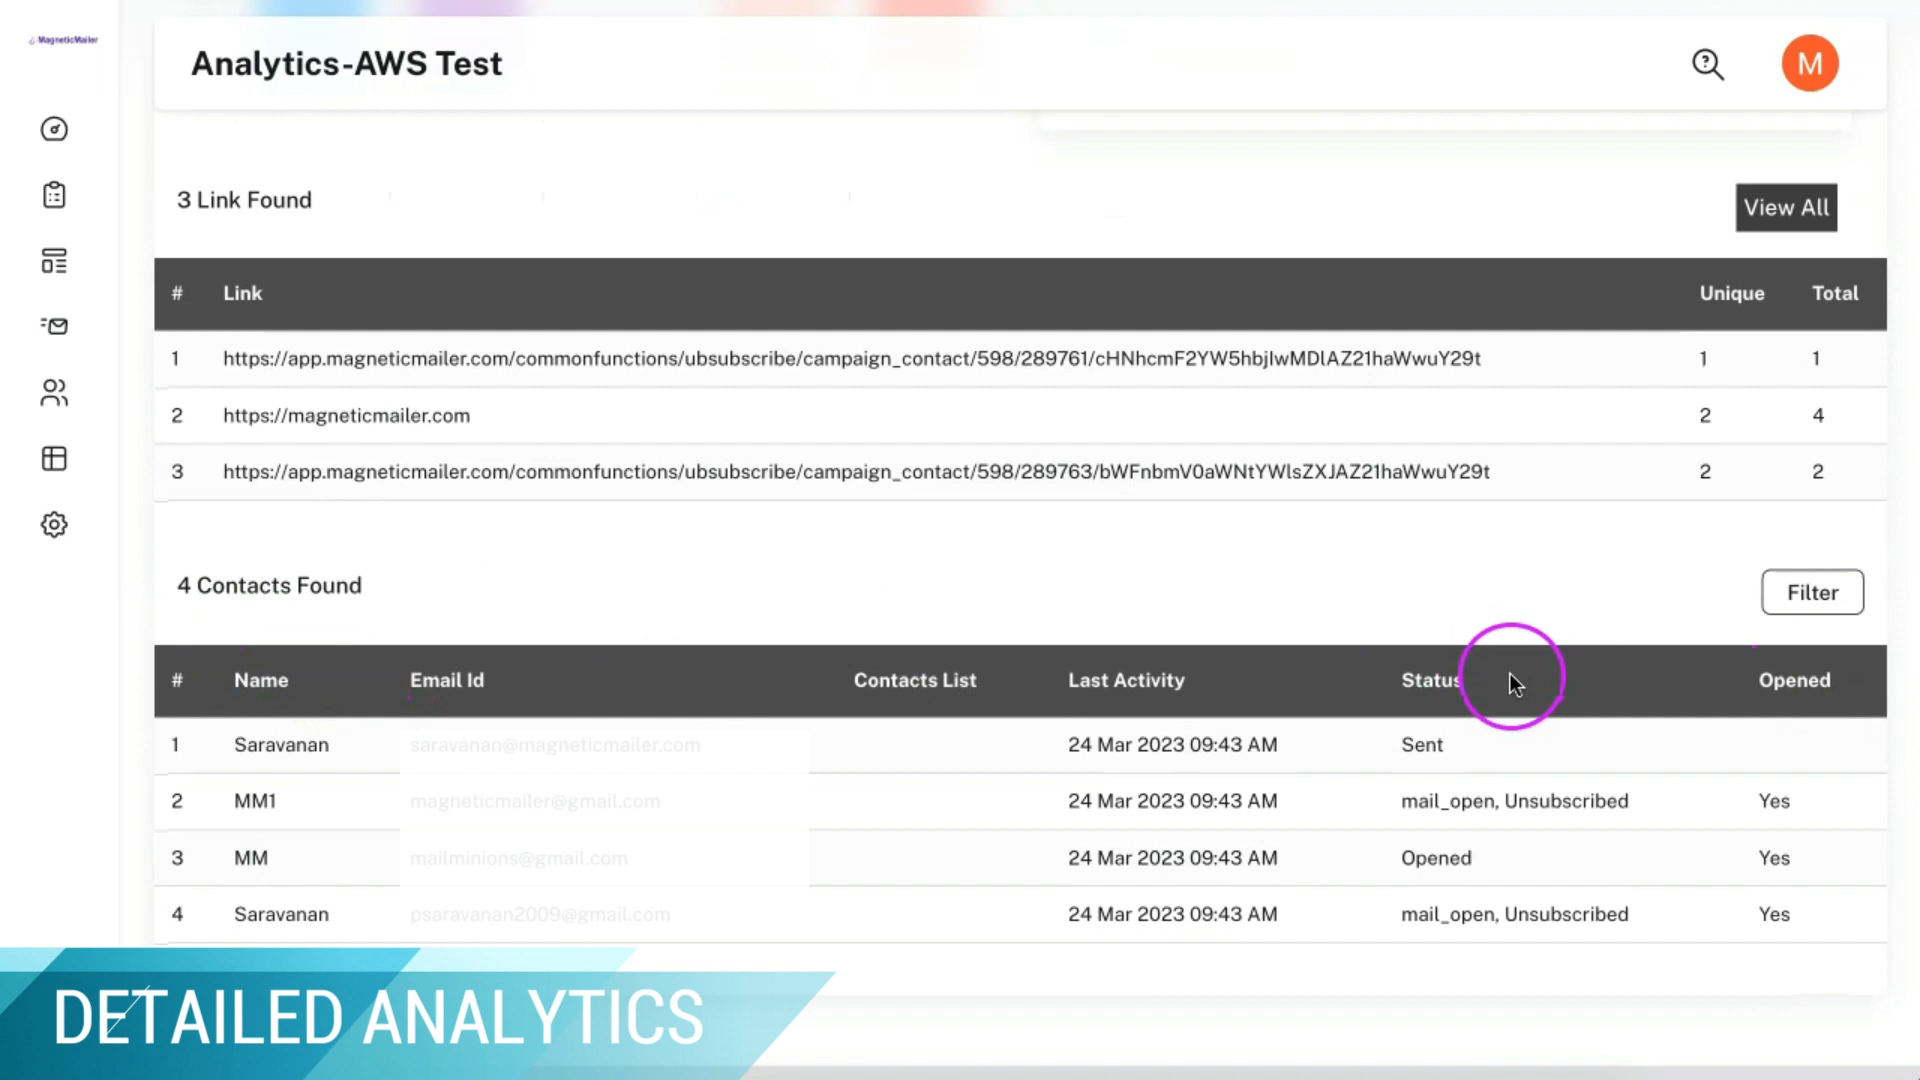 MagneticMailer
Analytics-AWS Test
M
3 Link Found
View All
# Link Unique Total
1 https://app.magneticmailer.com/commonfunctions/ubsubscribe/campaign_contact/598/289761/cHNhcmF2YW5hbjIwMDlAZ21haWwuY29t 1 1
2 https://magneticmailer.com 2 4
3 https://app.magneticmailer.com/commonfunctions/ubsubscribe/campaign_contact/598/289763/bWFnbmV0aWNtYWlsZXJAZ21haWwuY29t 2 2
4 Contacts Found
Filter
# Name Email Id Contacts List Last Activity Status Opened
1 Saravanan saravanan@magneticmailer.com 24 Mar 2023 09:43 AM Sent
2 MM1 magneticmailer@gmail.com 24 Mar 2023 09:43 AM mail_open, Unsubscribed Yes
3 MM mailminions@gmail.com 24 Mar 2023 09:43 AM Opened Yes
4 Saravanan psaravanan2009@gmail.com 24 Mar 2023 09:43 AM mail_open, Unsubscribed Yes
DETAILED ANALYTICS